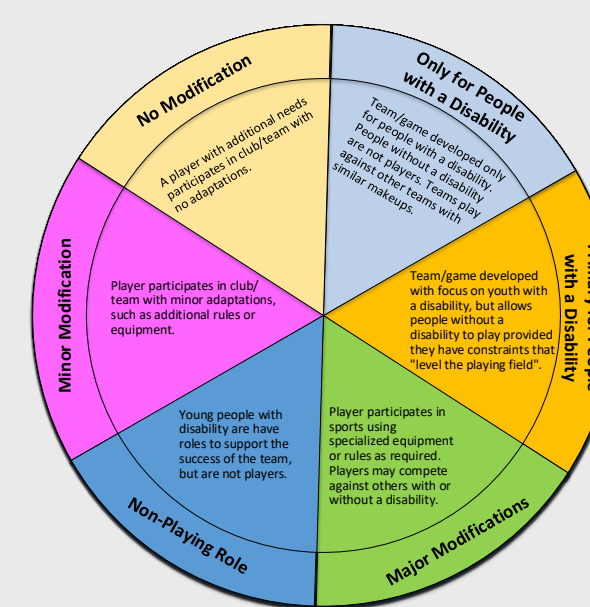 No Modification
A player with additional needs
participates in club/team with
no adaptations.
Only for People
with a Disability
Team/game developed only
for people with a disability.
People without a disability
are not players. Teams play
against other teams with
similar makeups.
with a Disability
Team/game developed
with focus on youth with
a disability, but allows
people without a
disability to play provided
they have constraints that
"level the playing field".
Major Modifications
Player participates in
sports using
specialized equipment
or rules as required.
Players may compete
against others with or
without a disability.
Non-Playing Role
Young people with
disability are have
roles to support the
success of the team,
but are not players.
Minor Modification
Player participates in club/
team with minor adaptations,
such as additional rules or
equipment.